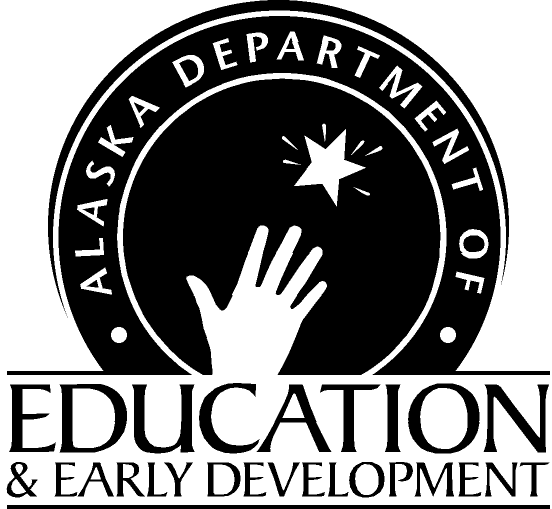 ALASKA DEPARTMENT OF
EDUCATION
& EARLY DEVELOPMENT